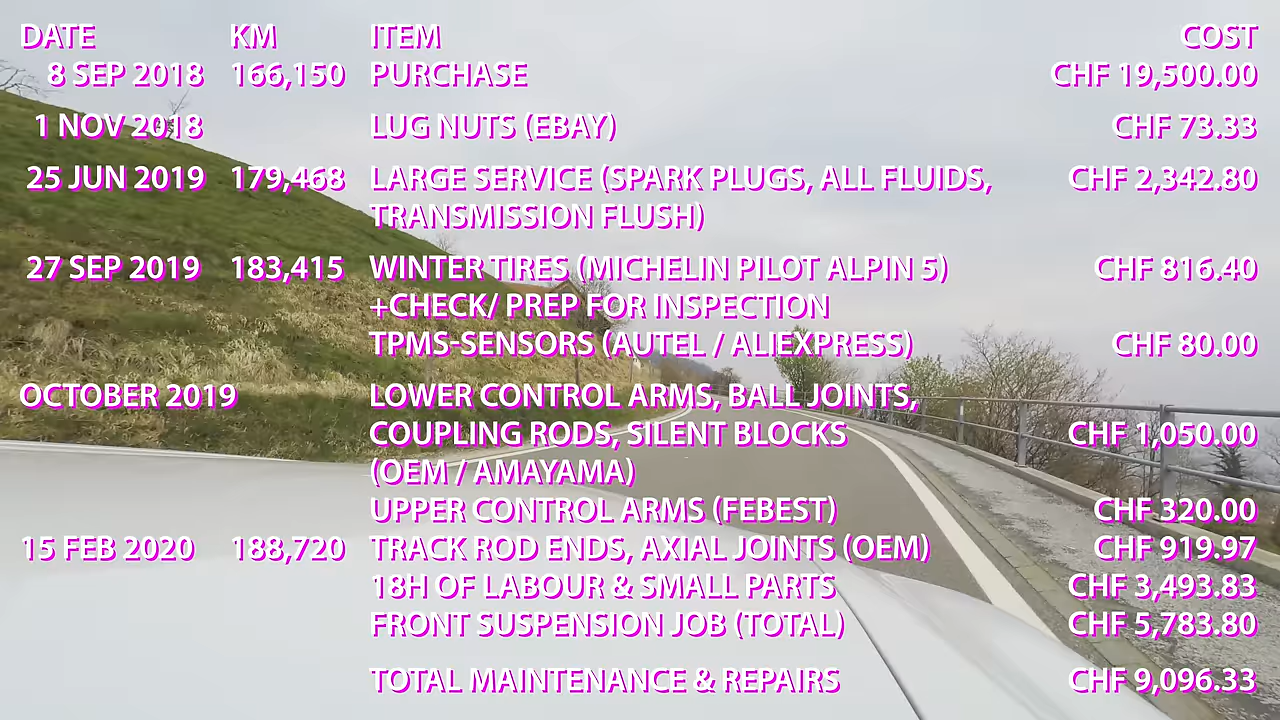 DATE KM ITEM COST
8 SEP 2018 166,150 PURCHASE CHF 19,500.00
1 NOV 2018 LUG NUTS (EBAY) CHF 73.33
25 JUN 2019 179,468 LARGE SERVICE (SPARK PLUGS, ALL FLUIDS, CHF 2,342.80
TRANSMISSION FLUSH)
27 SEP 2019 183,415 WINTER TIRES (MICHELIN PILOT ALPIN 5) CHF 816.40
+CHECK/ PREP FOR INSPECTION
TPMS-SENSORS (AUTEL / ALIEXPRESS) CHF 80.00
OCTOBER 2019 LOWER CONTROL ARMS, BALL JOINTS,
COUPLING RODS, SILENT BLOCKS CHF 1,050.00
(OEM / AMAYAMA)
UPPER CONTROL ARMS (FEBEST) CHF 320.00
15 FEB 2020 188,720 TRACK ROD ENDS, AXIAL JOINTS (OEM) CHF 919.97
18H OF LABOUR & SMALL PARTS CHF 3,493.83
FRONT SUSPENSION JOB (TOTAL) CHF 5,783.80
TOTAL MAINTENANCE & REPAIRS CHF 9,096.33